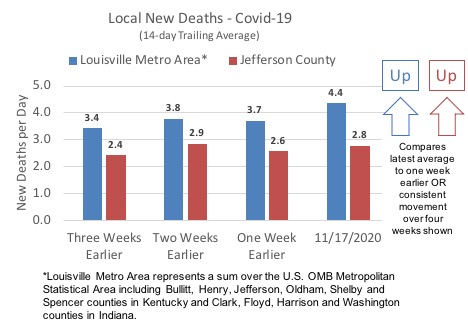 Local New Deaths - Covid-19
(14-day Trailing Average)
Louisville Metro Area* Jefferson County
Up Up
5.0
4.0
3.0
2.0
1.0
0.0
New Deaths per Day
3.4 2.4 3.8 2.9 3.7 2.6 4.4 2.8
Three Weeks Earlier
Two Weeks Earlier
One Week Earlier
11/17/2020
Compares
latest average
to one week
earlier OR
consistent
movement
over four
weeks shown
*Louisville Metro Area represents a sum over the U.S. OMB Metropolitan
Statistical Area including Bullitt, Henry, Jefferson, Oldham, Shelby and
Spencer counties in Kentucky and Clark, Floyd, Harrison and Washington
counties in Indiana.